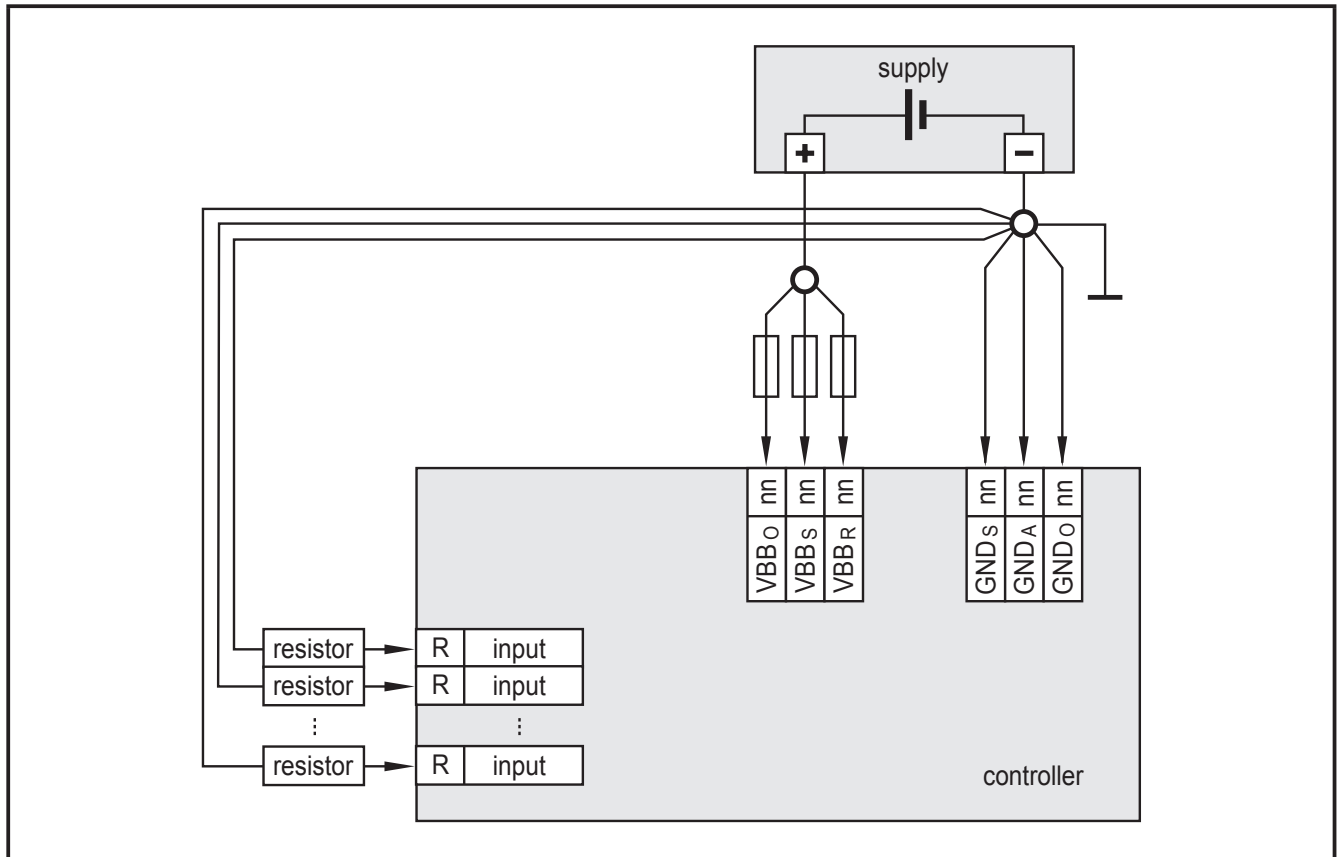 supply
+ −
nn nn nn nn nn nn
VBBO VBBS VBBR GNDS GNDA GNDO
resistor R input
resistor R input
resistor R input
controller